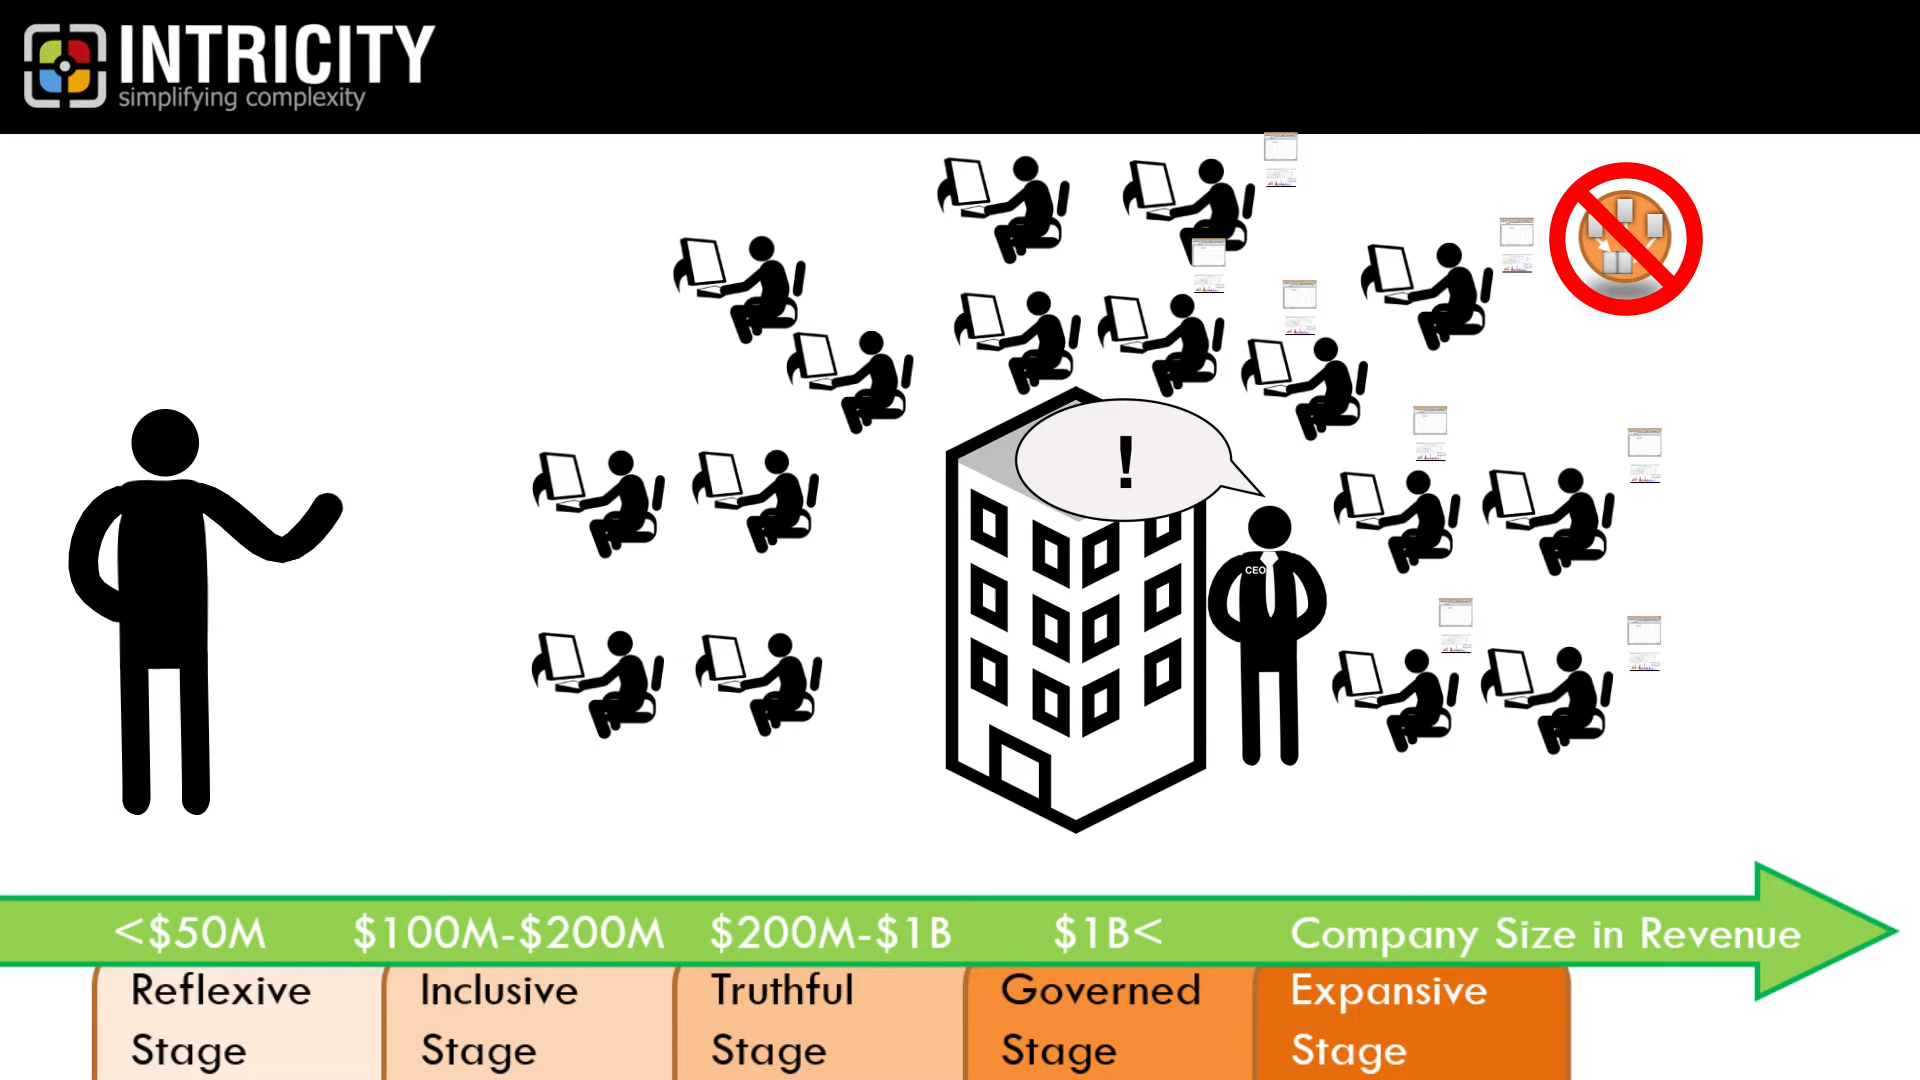 INTRICITY
simplifying complexity
!
CEO
<$50M $100M-$200M $200M-$1B $1B< Company Size in Revenue
Reflexive Stage
Inclusive Stage
Truthful Stage
Governed Stage
Expansive Stage